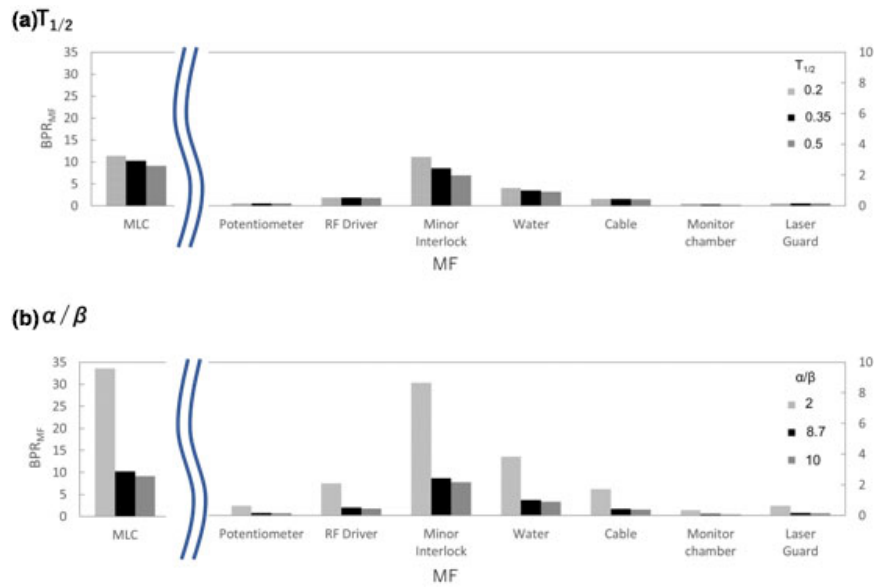 (a)T1/2
35
30
25
20
15
10
5
0
BPRMF
10
8
6
4
2
0
T1/2
0.2
0.35
0.5
MLC
Potentiometer
RF Driver
Minor
Interlock
Water
Cable
Monitor
chamber
Laser
Guard
MF
(b)α/β
35
30
25
20
15
10
5
0
BPRMF
10
8
6
4
2
0
α/β
2
8.7
10
MLC
Potentiometer
RF Driver
Minor
Interlock
Water
Cable
Monitor
chamber
Laser
Guard
MF